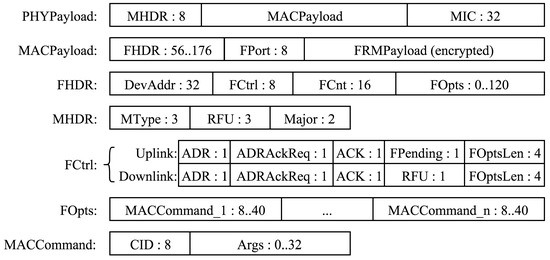 PHYPayload: MHDR : 8 MACPayload MIC : 32
MACPayload: FHDR : 56..176 FPort : 8 FRMPayload (encrypted)
FHDR: DevAddr : 32 FCtrl : 8 FCnt : 16 FOpts : 0..120
MHDR: MType : 3 RFU : 3 Major : 2
FCtrl: Uplink: ADR : 1 ADRAckReq : 1 ACK : 1 FPending : 1 FOptsLen : 4
Downlink: ADR : 1 ADRAckReq : 1 ACK : 1 RFU : 1 FOptsLen : 4
FOpts: MACCommand_1 : 8..40 ... MACCommand_n : 8..40
MACCommand: CID : 8 Args : 0..32